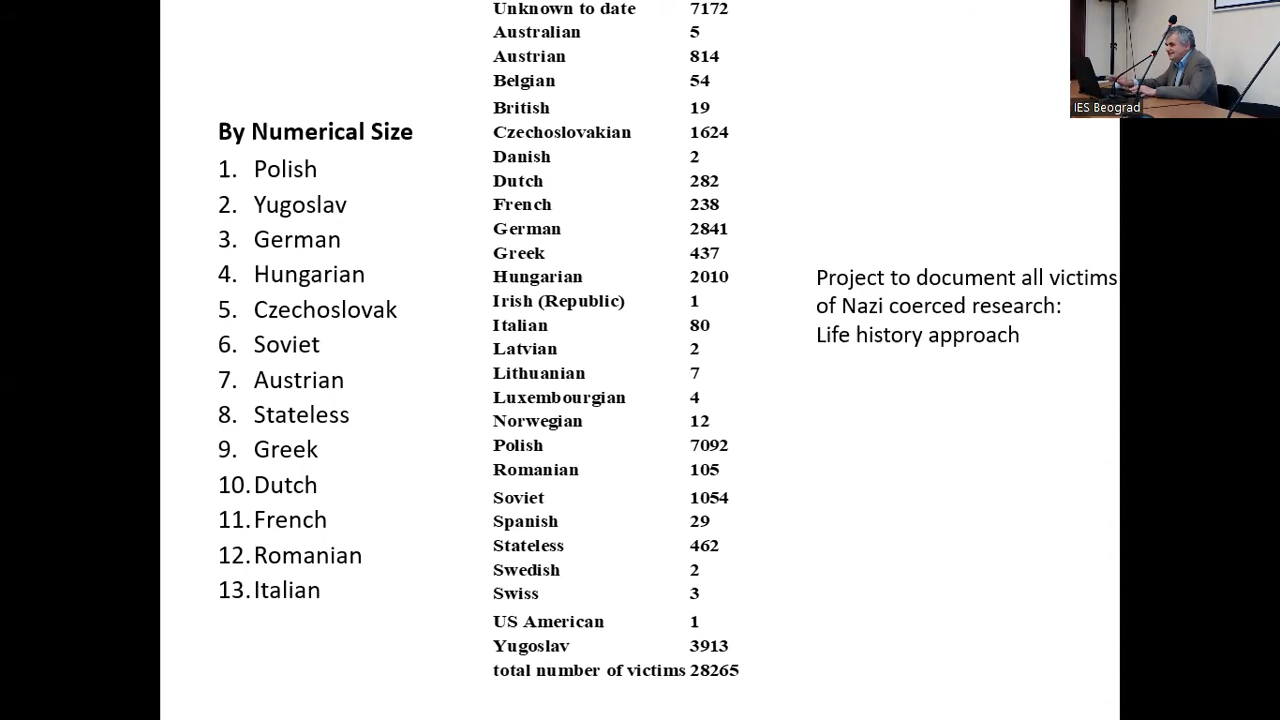 By Numerical Size
1. Polish
2. Yugoslav
3. German
4. Hungarian
5. Czechoslovak
6. Soviet
7. Austrian
8. Stateless
9. Greek
10. Dutch
11. French
12. Romanian
13. Italian
Unknown to date 7172
Australian 5
Austrian 814
Belgian 54
British 19
Czechoslovakian 1624
Danish 2
Dutch 282
French 238
German 2841
Greek 437
Hungarian 2010
Irish (Republic) 1
Italian 80
Latvian 2
Lithuanian 7
Luxembourgian 4
Norwegian 12
Polish 7092
Romanian 105
Soviet 1054
Spanish 29
Stateless 462
Swedish 2
Swiss 3
US American 1
Yugoslav 3913
total number of victims 28265
Project to document all victims
of Nazi coerced research:
Life history approach
IES Beograd